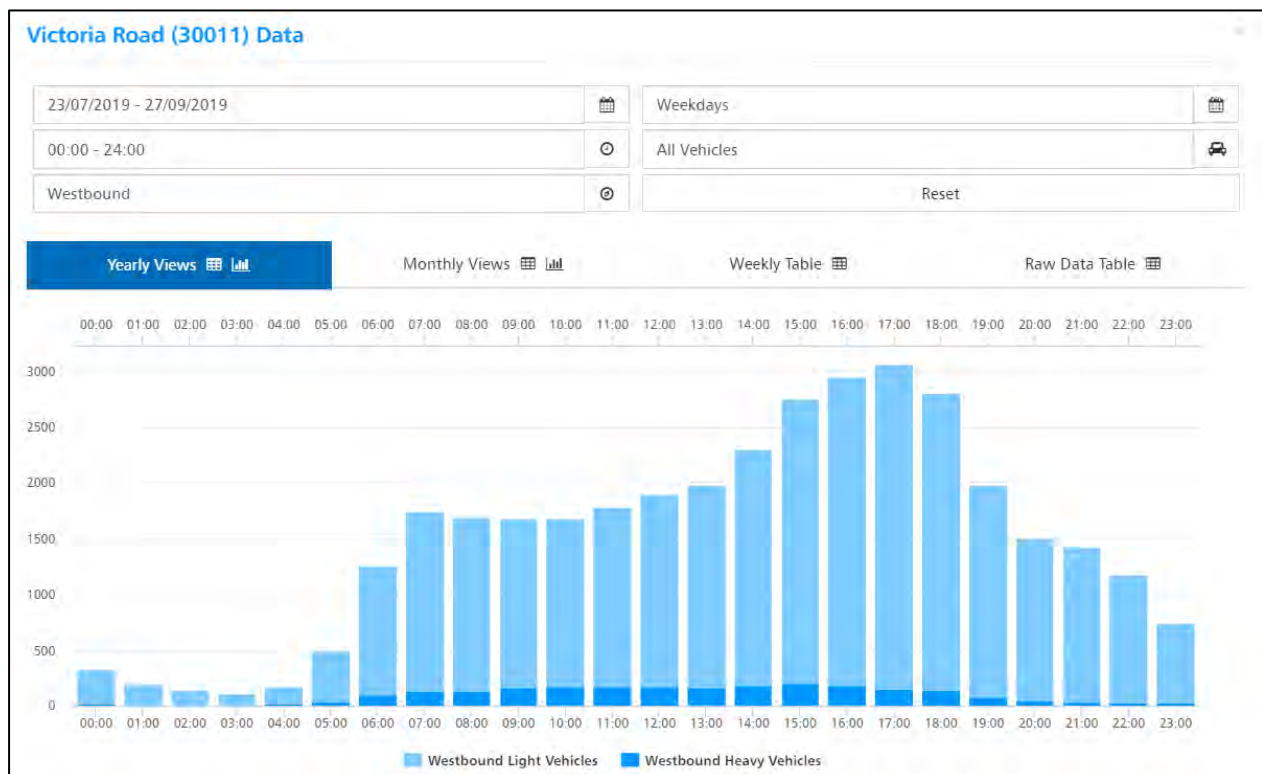 Victoria Road (30011) Data
23/07/2019 - 27/09/2019
Weekdays
00:00 - 24:00
All Vehicles
Westbound
Reset
Yearly Views
Monthly Views
Weekly Table
Raw Data Table
00:00 01:00 02:00 03:00 04:00 05:00 06:00 07:00 08:00 09:00 10:00 11:00 12:00 13:00 14:00 15:00 16:00 17:00 18:00 19:00 20:00 21:00 22:00 23:00
3000
2500
2000
1500
1000
500
0
00:00 01:00 02:00 03:00 04:00 05:00 06:00 07:00 08:00 09:00 10:00 11:00 12:00 13:00 14:00 15:00 16:00 17:00 18:00 19:00 20:00 21:00 22:00 23:00
Westbound Light Vehicles
Westbound Heavy Vehicles